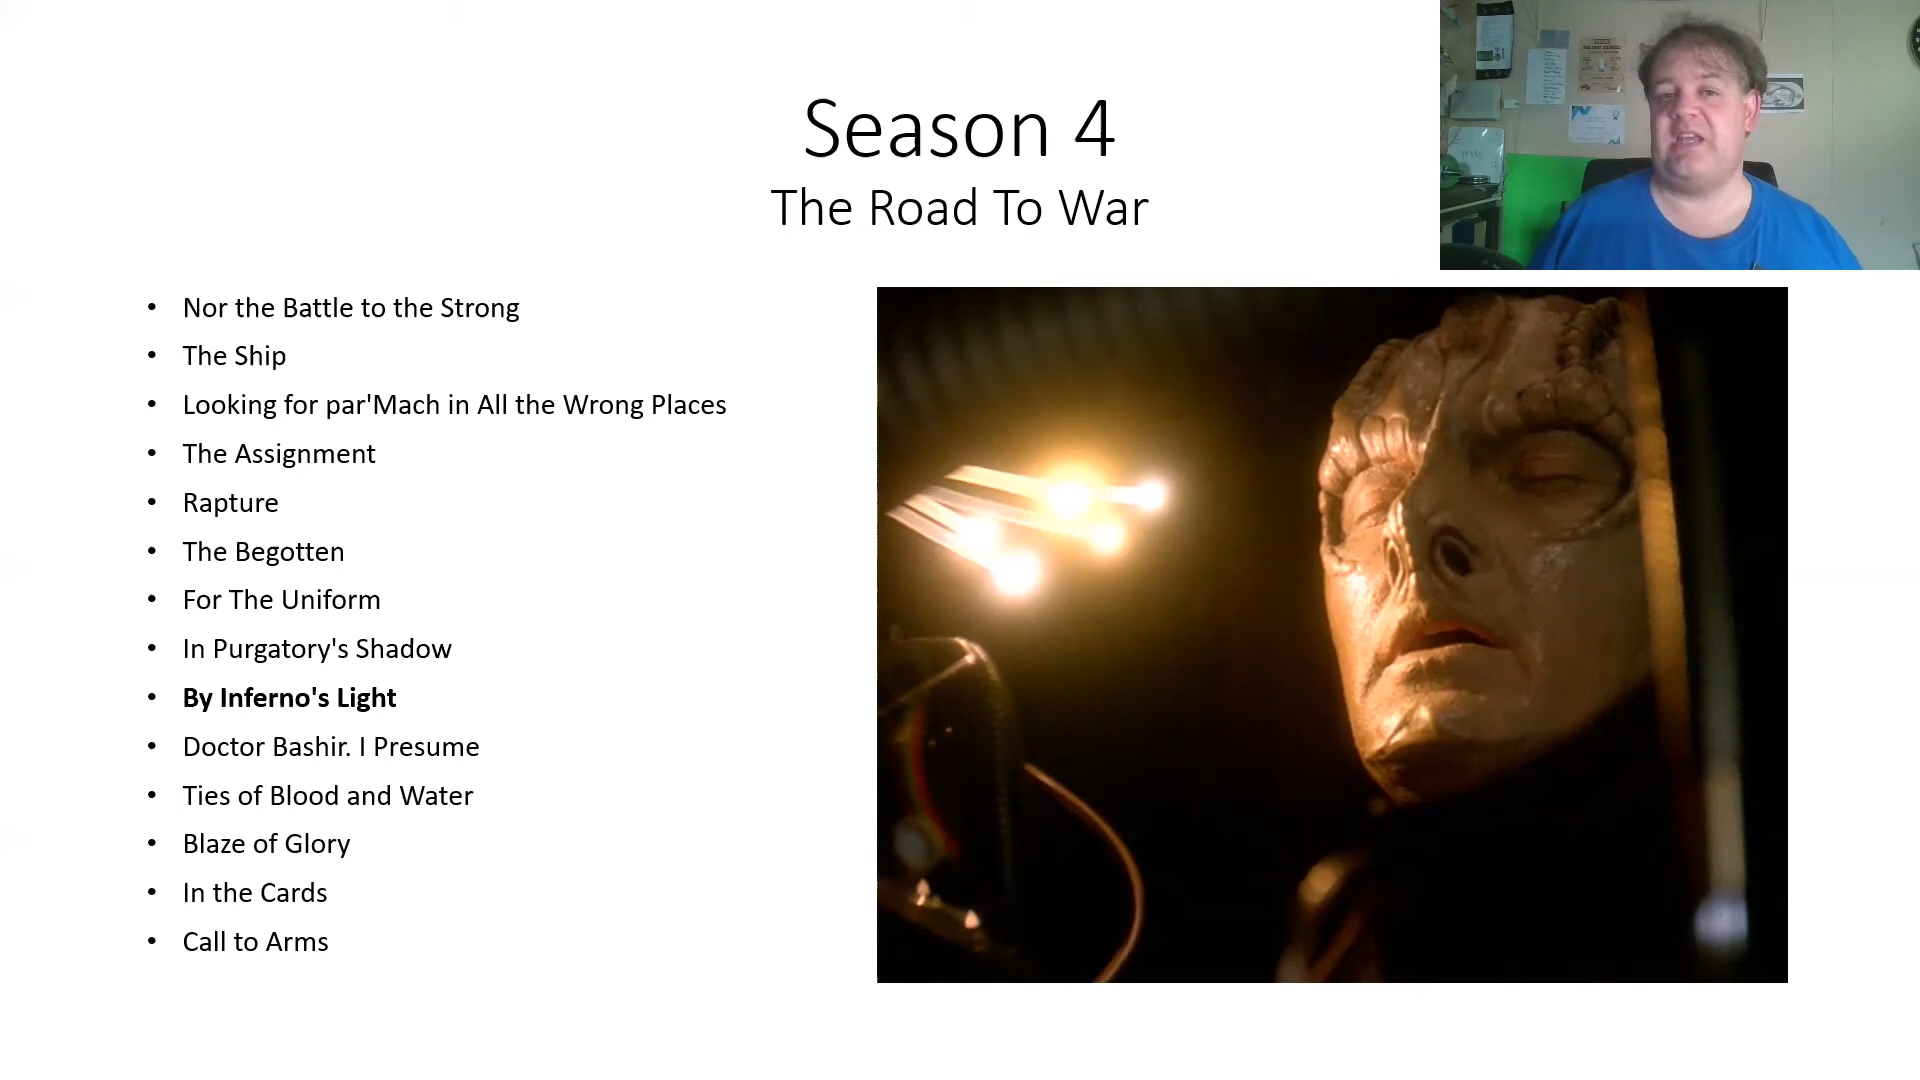 Season 4
The Road To War
Nor the Battle to the Strong
The Ship
Looking for par'Mach in All the Wrong Places
The Assignment
Rapture
The Begotten
For The Uniform
In Purgatory's Shadow
By Inferno's Light
Doctor Bashir. I Presume
Ties of Blood and Water
Blaze of Glory
In the Cards
Call to Arms